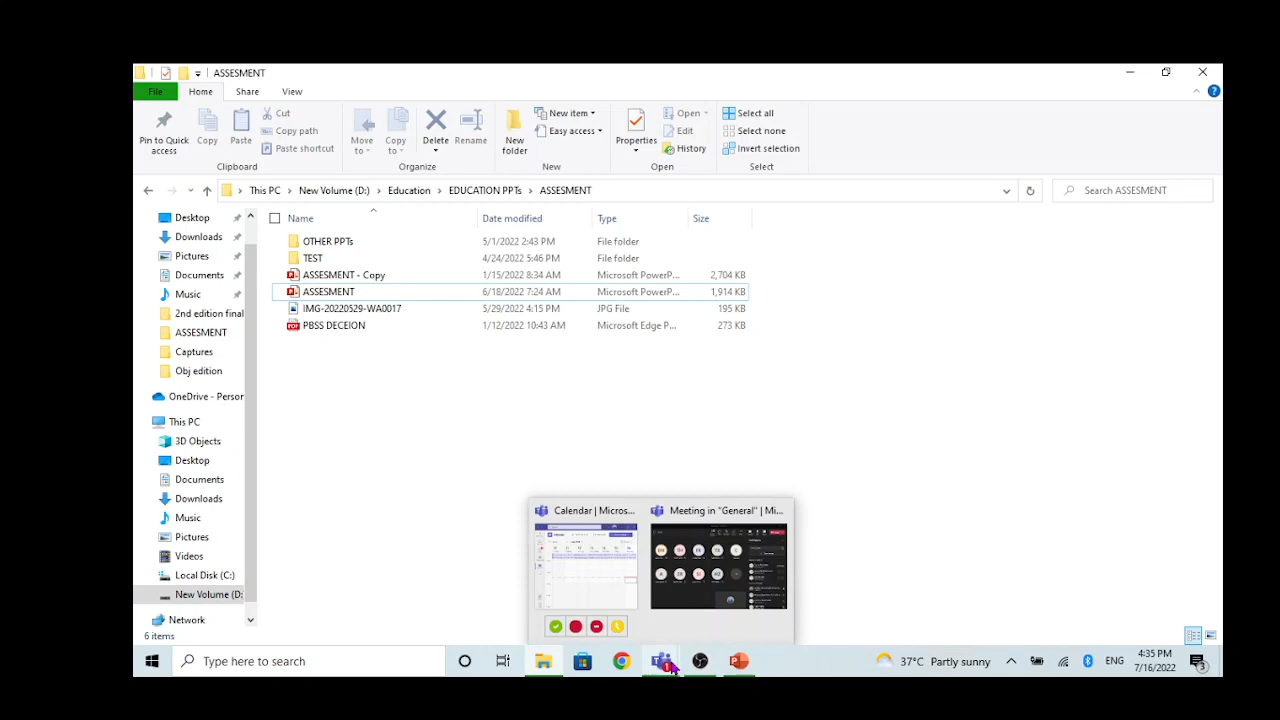 ASSESMENT
File Home Share View
Pin to Quick access
Copy
Paste
Cut
Copy path
Paste shortcut
Clipboard
Move to
Copy to
Delete
Rename
Organize
New folder
New item
Easy access
New
Properties
Open
Edit
History
Open
Select all
Select none
Invert selection
Select
This PC > New Volume (D:) > Education > EDUCATION PPTs > ASSESMENT
Search ASSESMENT
Desktop
Downloads
Pictures
Documents
Music
2nd edition final
ASSESMENT
Captures
Obj edition
OneDrive - Persor
This PC
3D Objects
Desktop
Documents
Downloads
Music
Pictures
Videos
Local Disk (C:)
New Volume (D:
Network
6 items
Name Date modified Type Size
OTHER PPTs 5/1/2022 2:43 PM File folder
TEST 4/24/2022 5:46 PM File folder
ASSESMENT - Copy 1/15/2022 8:34 AM Microsoft PowerP... 2,704 KB
ASSESMENT 6/18/2022 7:24 AM Microsoft PowerP... 1,914 KB
IMG-20220529-WA0017 5/29/2022 4:15 PM JPG File 195 KB
PBSS DECEION 1/12/2022 10:43 AM Microsoft Edge P... 273 KB
Calendar | Micros...
Meeting in "General" | Mi...
Type here to search
1
37°C Partly sunny
ENG
4:35 PM
7/16/2022
3